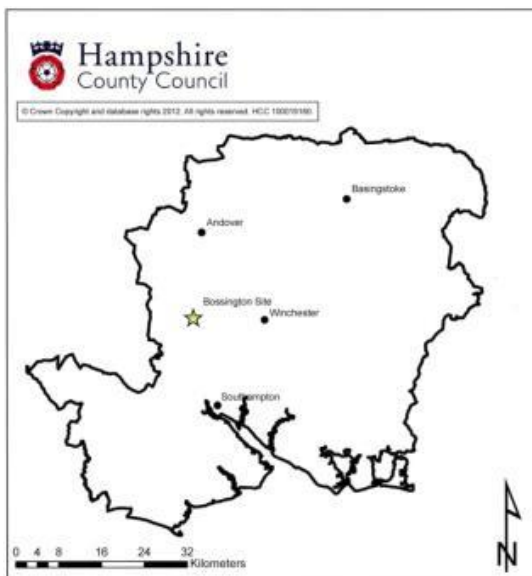 Hampshire
County Council
© Crown Copyright and database rights 2012. All rights reserved. HCC 100019180
Basingstoke
Andover
Bossington Site
Winchester
Southampton
0 4 8 16 24 32
Kilometers
N